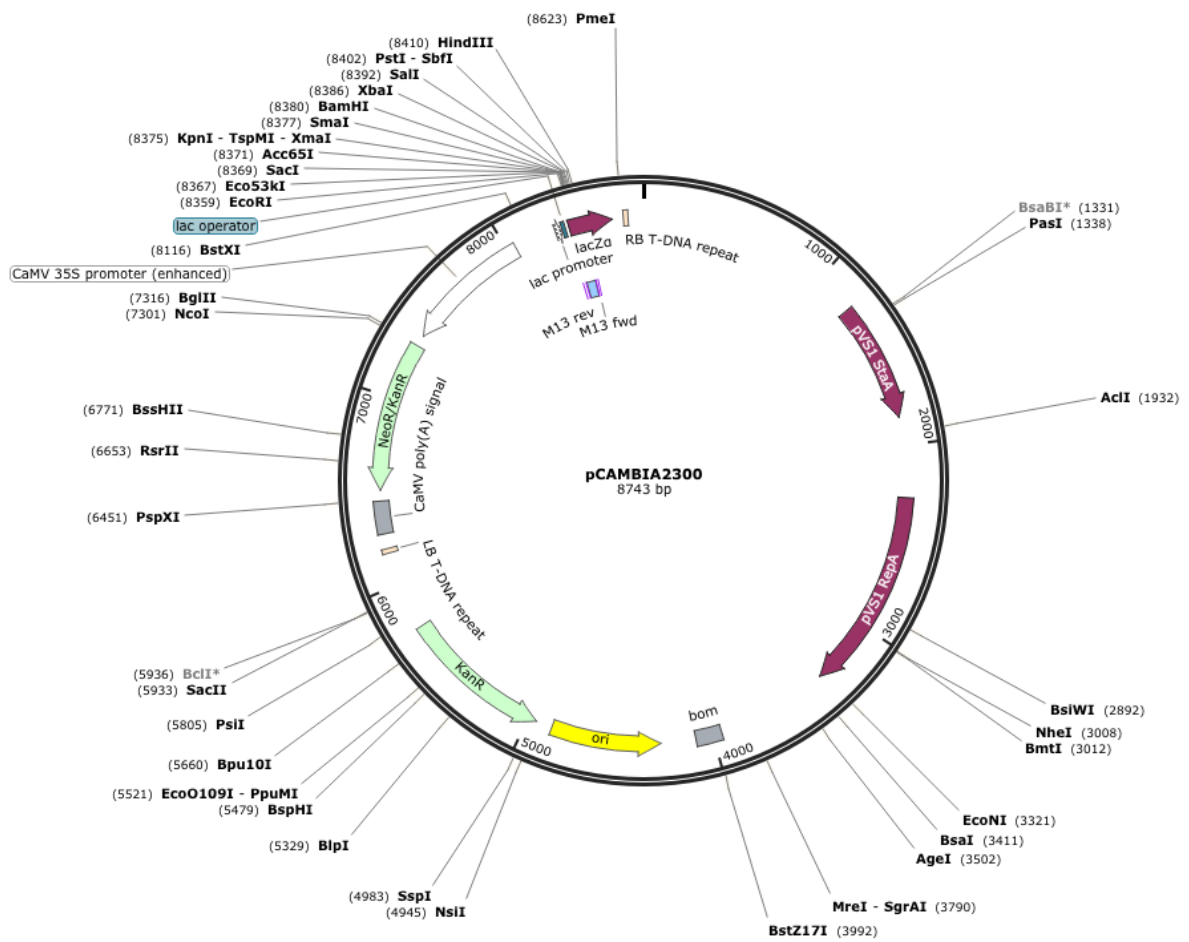 (8623) PmeI
(8410) HindIII
(8402) PstI - SbfI
(8392) SalI
(8386) XbaI
(8380) BamHI
(8377) SmaI
(8375) KpnI - TspMI - XmaI
(8371) Acc65I
(8369) SacI
(8367) Eco53kI
(8359) EcoRI
lac operator
(8116) BstXI
CaMV 35S promoter (enhanced)
(7316) BglII
(7301) NcoI
(6771) BssHII
(6653) RsrII
(6451) PspXI
(5936) BclI*
(5933) SacII
(5805) PsiI
(5660) Bpu10I
(5521) EcoO109I - PpuMI
(5479) BspHI
(5329) BlpI
(4983) SspI
(4945) NsiI
BsaBI* (1331)
PasI (1338)
AclI (1932)
BsiWI (2892)
NheI (3008)
BmtI (3012)
EcoNI (3321)
BsaI (3411)
AgeI (3502)
MreI - SgrAI (3790)
BstZ17I (3992)
1000
2000
3000
4000
5000
6000
7000
8000
lacZα
RB T-DNA repeat
lac promoter
M13 rev
M13 fwd
pVS1 StaA
pVS1 RepA
bom
ori
KanR
LB T-DNA repeat
CaMV poly(A) signal
NeoR/KanR
pCAMBIA2300
8743 bp